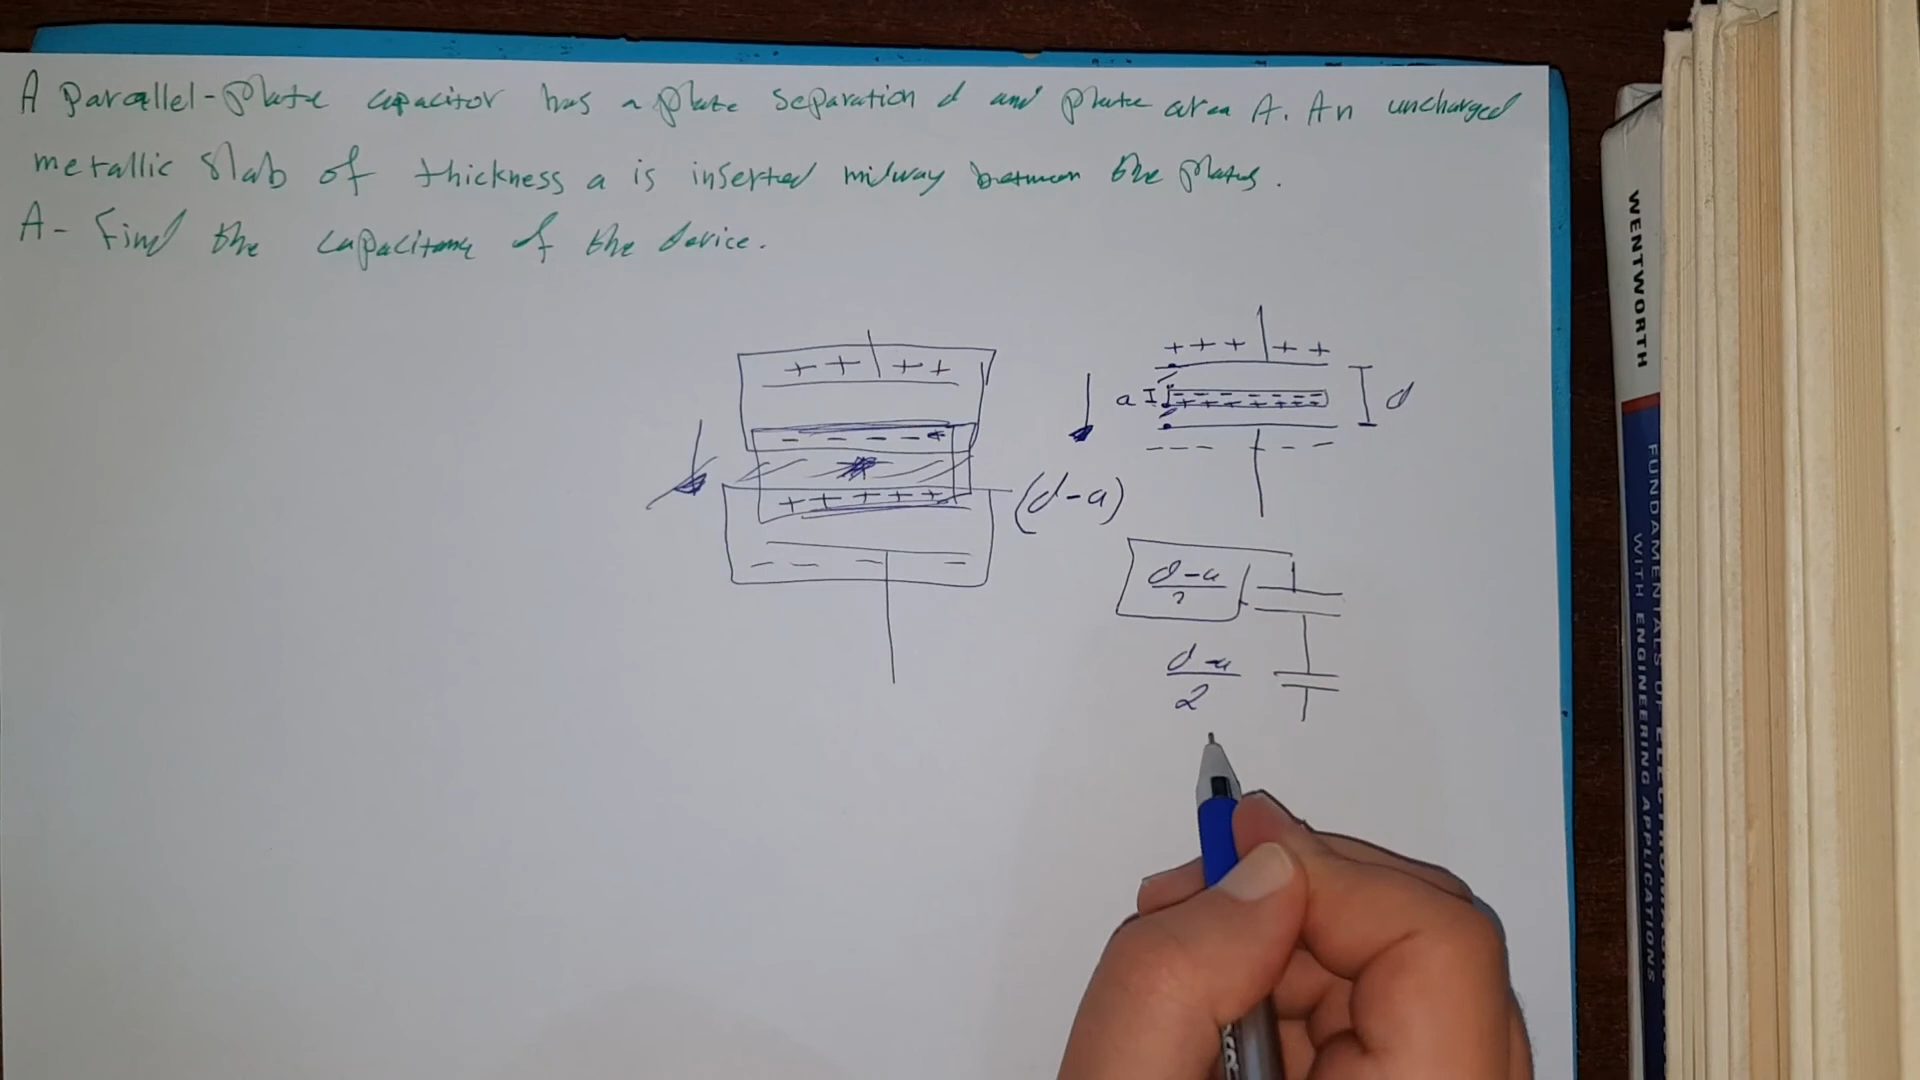 A parallel-plate capacitor has a plate separation d and plate area A. An uncharged
metallic slab of thickness a is inserted midway between the plates.
A- Find the capacitance of the device.
+ + + +
- - - -
+ + + + +
- - - -
(d-a)
+ + + + +
a
- - - - - -
+ + + + + +
d
- - - - - -
d-a
2
d-a
2
WENTWORTH
FUNDAMENTALS OF
WITH ENGINEERING APPLICATIONS